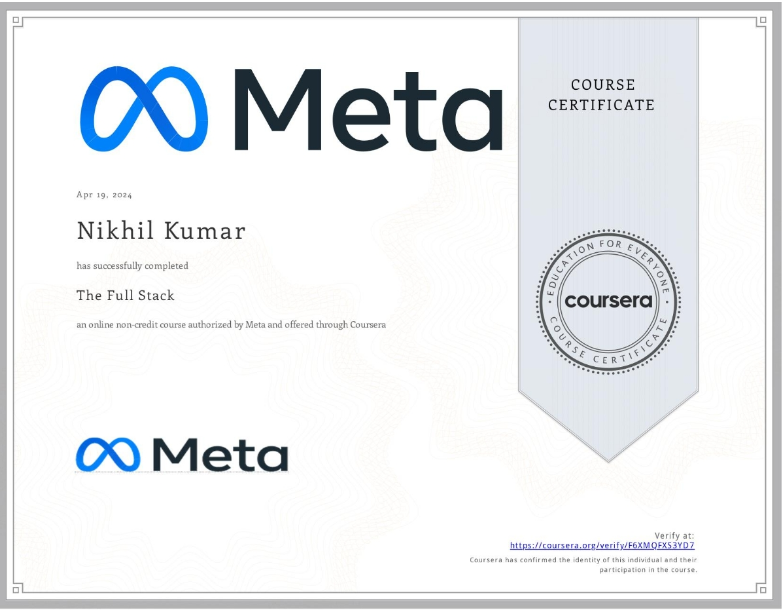 Meta
COURSE
CERTIFICATE
Apr 19, 2024
Nikhil Kumar
has successfully completed
The Full Stack
an online non-credit course authorized by Meta and offered through Coursera
EDUCATION FOR EVERYONE
coursera
COURSE CERTIFICATE
Meta
Verify at:
https://coursera.org/verify/F6XMQFXS3YD7
Coursera has confirmed the identity of this individual and their
participation in the course.